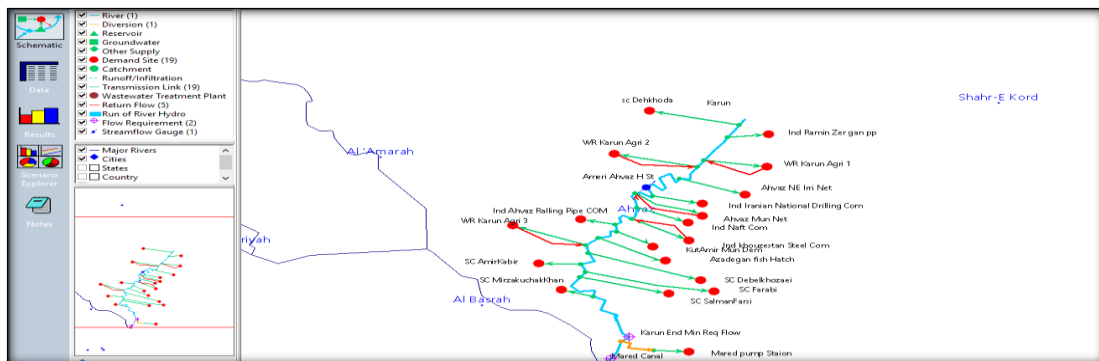 Schematic
Data
Results
Scenario
Explorer
Notes
River (1)
Diversion (1)
Reservoir
Groundwater
Other Supply
Demand Site (19)
Catchment
Runoff/Infiltration
Transmission Link (19)
Wastewater Treatment Plant
Return Flow (5)
Run of River Hydro
Flow Requirement (2)
Streamflow Gauge (1)
Major Rivers
Cities
States
Country
sc Dehkhoda
Karun
Shahr-E Kord
Ind Ramin Zergan pp
WR Karun Agri 2
Al'Amarah
WR Karun Agri 1
Ameri Ahvaz H St
Ahvaz NE Irri Net
Ind Iranian National Drilling Com
Ind Ahvaz Ralling Pipe COM
Ahvaz Mun Net
WR Karun Agri 3
Ind Naft Com
riyah
Ind khouzestan Steel Com
KutAmir Mun Dem
Azadegan fish Hatch
SC AmirKabir
SC Debelkhozaei
SC MirzakuchakKhan
SC Farabi
Al Basrah
SC SalmanFarsi
Karun End Min Req Flow
Mared Canal
Mared pump Staion